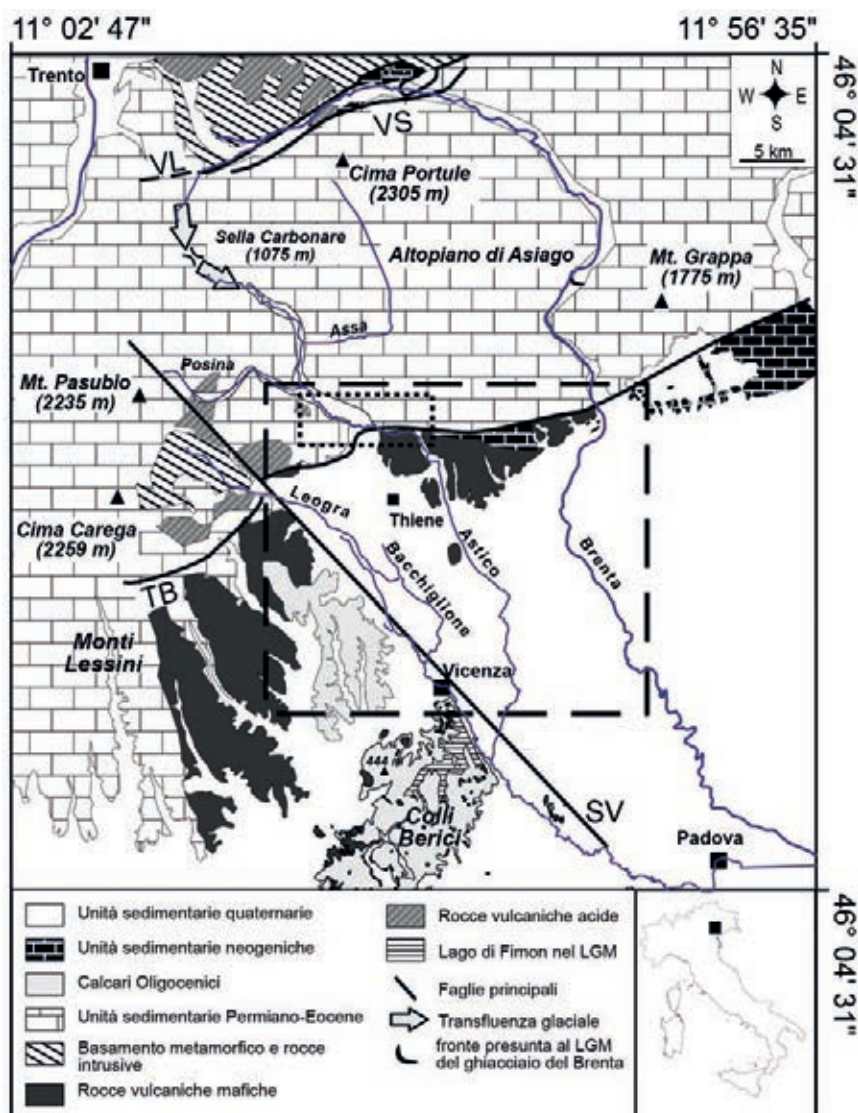 11° 02' 47"
11° 56' 35"
46° 04' 31"
Trento
N
W E
S
5 km
VS
VL
Cima Portule
(2305 m)
Sella Carbonare
(1075 m)
Altopiano di Asiago
Mt. Grappa
(1775 m)
Assa
Posina
Mt. Pasubio
(2235 m)
Leogra
Thiene
Cima Carega
(2259 m)
Astico
Brenta
Bacchiglione
TB
Monti
Lessini
Vicenza
444 m
Colli
Berici
SV
Padova
46° 04' 31"
Unità sedimentarie quaternarie
Unità sedimentarie neogeniche
Calcari Oligocenici
Unità sedimentarie Permiano-Eocene
Basamento metamorfico e rocce
intrusive
Rocce vulcaniche mafiche
Rocce vulcaniche acide
Lago di Fimon nel LGM
Faglie principali
Transfluenza glaciale
fronte presunta al LGM
del ghiacciaio del Brenta